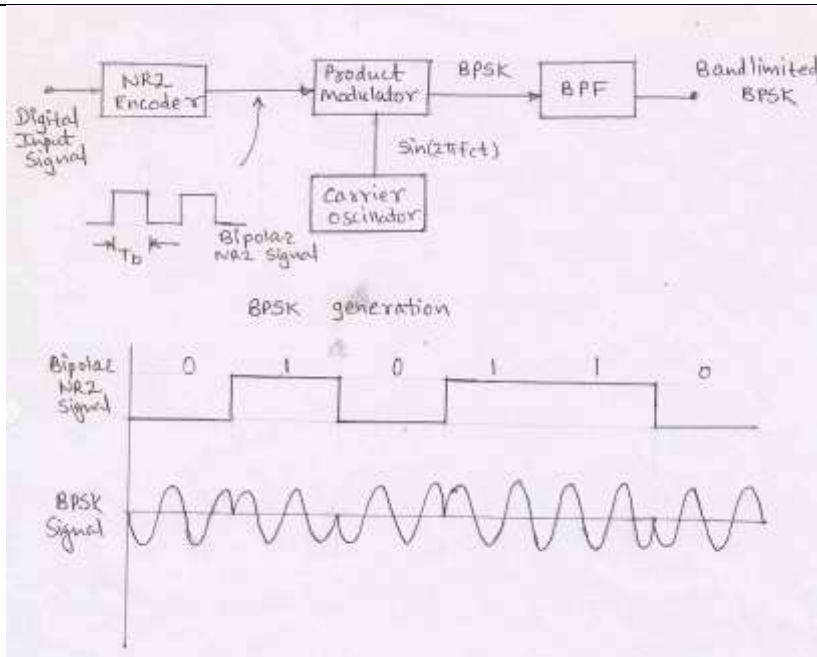 NRZ
Encoder
Product
Modulator
BPSK
BPF
Bandlimited
BPSK
Digital
Input
Signal
Sin(2πfct)
Carrier
Oscillator
Tb
Bipolar
NRZ Signal
BPSK generation
Bipolar
NRZ
Signal
0 1 0 1 1 0
BPSK
Signal